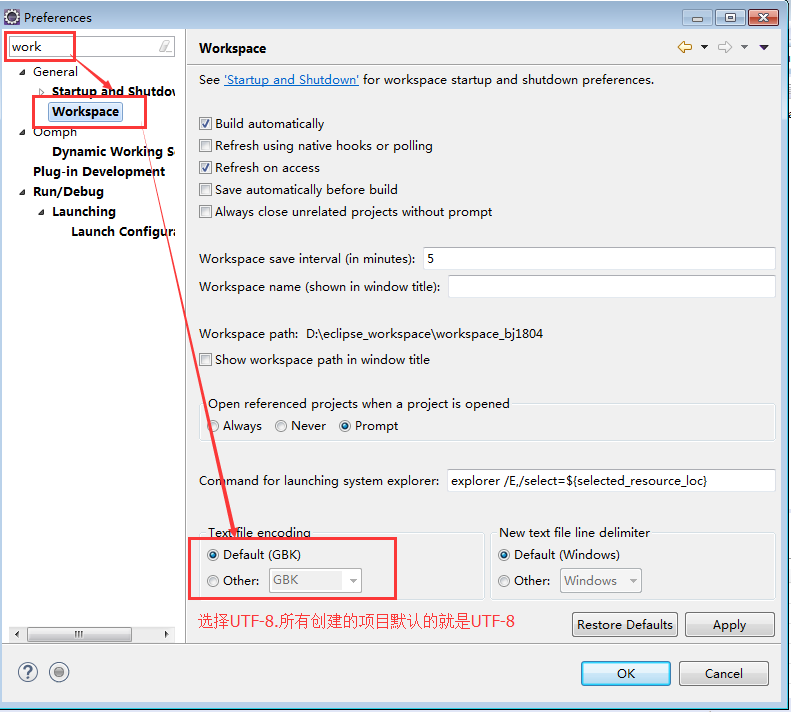 Preferences
work
General
Startup and Shutdov
Workspace
Oomph
Dynamic Working S
Plug-in Development
Run/Debug
Launching
Launch Configura
Workspace
See 'Startup and Shutdown' for workspace startup and shutdown preferences.
Build automatically
Refresh using native hooks or polling
Refresh on access
Save automatically before build
Always close unrelated projects without prompt
Workspace save interval (in minutes): 5
Workspace name (shown in window title):
Workspace path: D:\eclipse_workspace\workspace_bj1804
Show workspace path in window title
Open referenced projects when a project is opened
Always Never Prompt
Command for launching system explorer: explorer /E,/select=${selected_resource_loc}
Text file encoding
Default (GBK)
Other: GBK
New text file line delimiter
Default (Windows)
Other: Windows
选择UTF-8.所有创建的项目默认的就是UTF-8
Restore Defaults Apply
OK Cancel